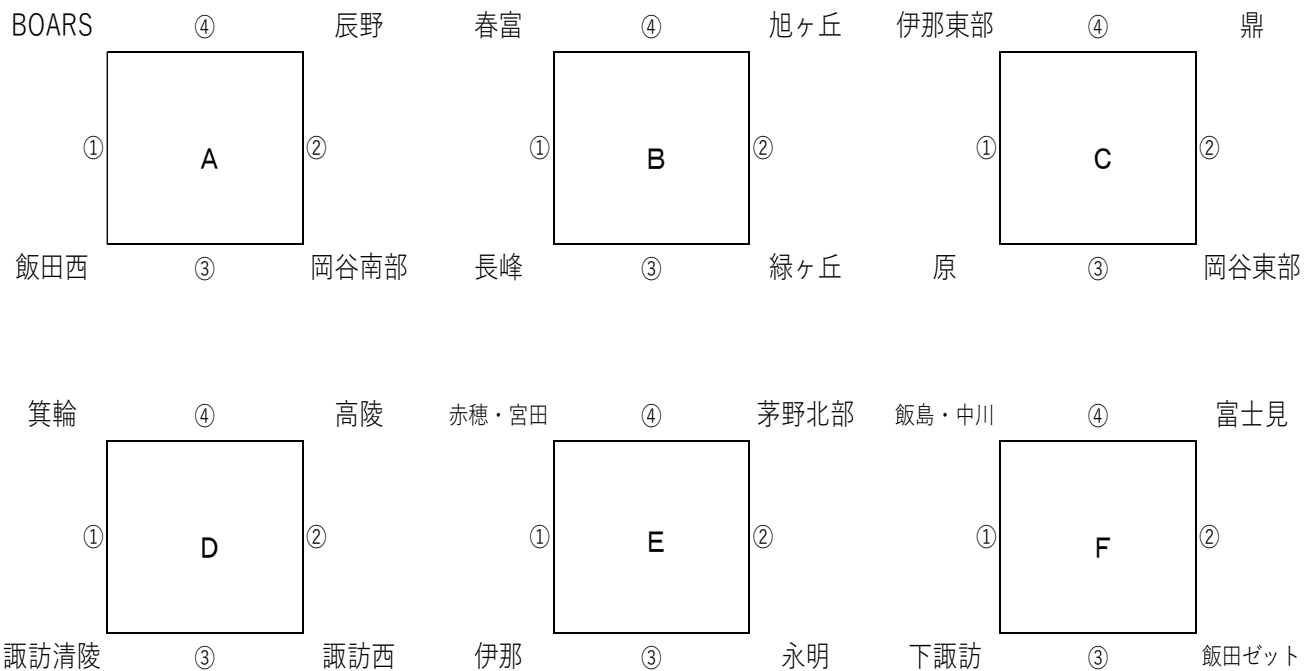 BOARS ④ 辰野 春富 ④ 旭ヶ丘 伊那東部 ④ 鼎
① A ② ① B ② ① C ②
飯田西 ③ 岡谷南部 長峰 ③ 緑ヶ丘 原 ③ 岡谷東部
箕輪 ④ 高陵 赤穂・宮田 ④ 茅野北部 飯島・中川 ④ 富士見
① D ② ① E ② ① F ②
諏訪清陵 ③ 諏訪西 伊那 ③ 永明 下諏訪 ③ 飯田ゼット